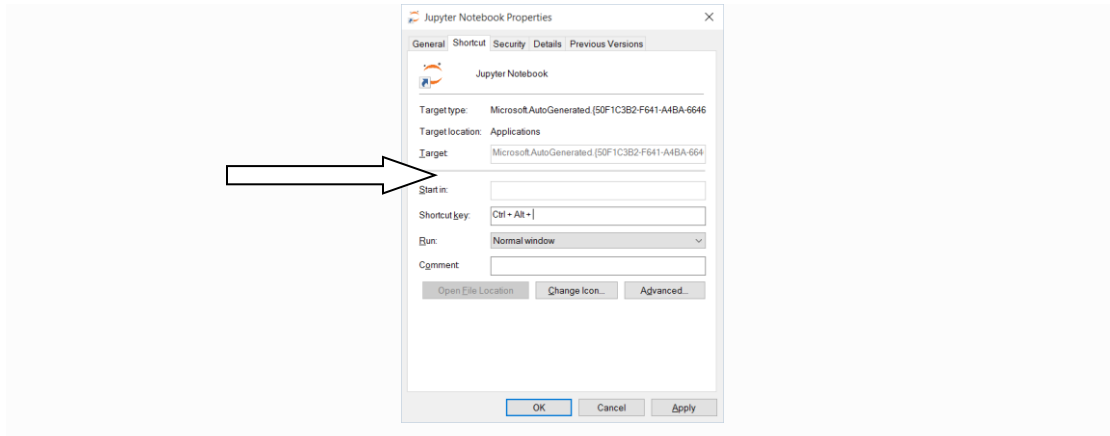 Jupyter Notebook Properties
General Shortcut Security Details Previous Versions
Jupyter Notebook
Target type: Microsoft.AutoGenerated.{50F1C3B2-F641-A4BA-6646
Target location: Applications
Target: Microsoft.AutoGenerated.{50F1C3B2-F641-A4BA-664
Start in:
Shortcut key: Ctrl + Alt +
Run: Normal window
Comment:
Open File Location Change Icon... Advanced...
OK Cancel Apply